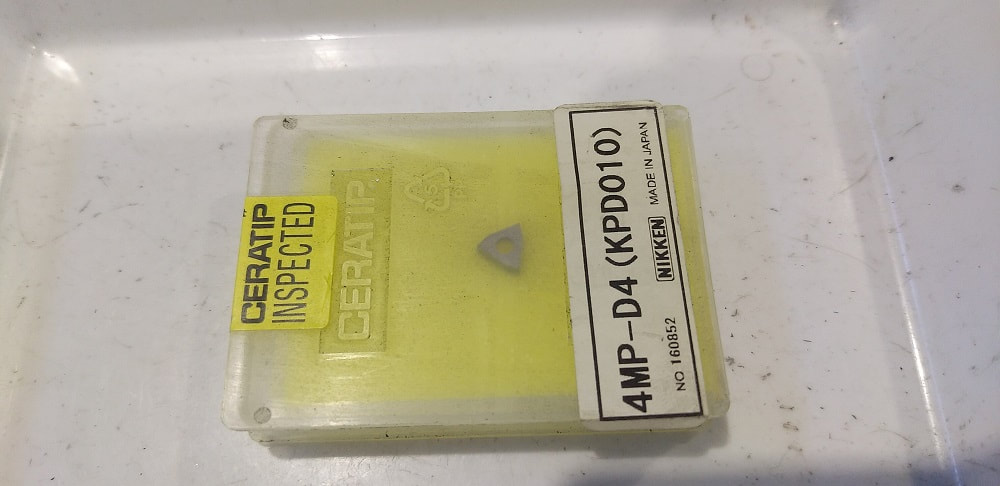 CERATIP
INSPECTED
CERATIP
4MP-D4 (KPD010)
NIKKEN MADE IN JAPAN
NO 160852